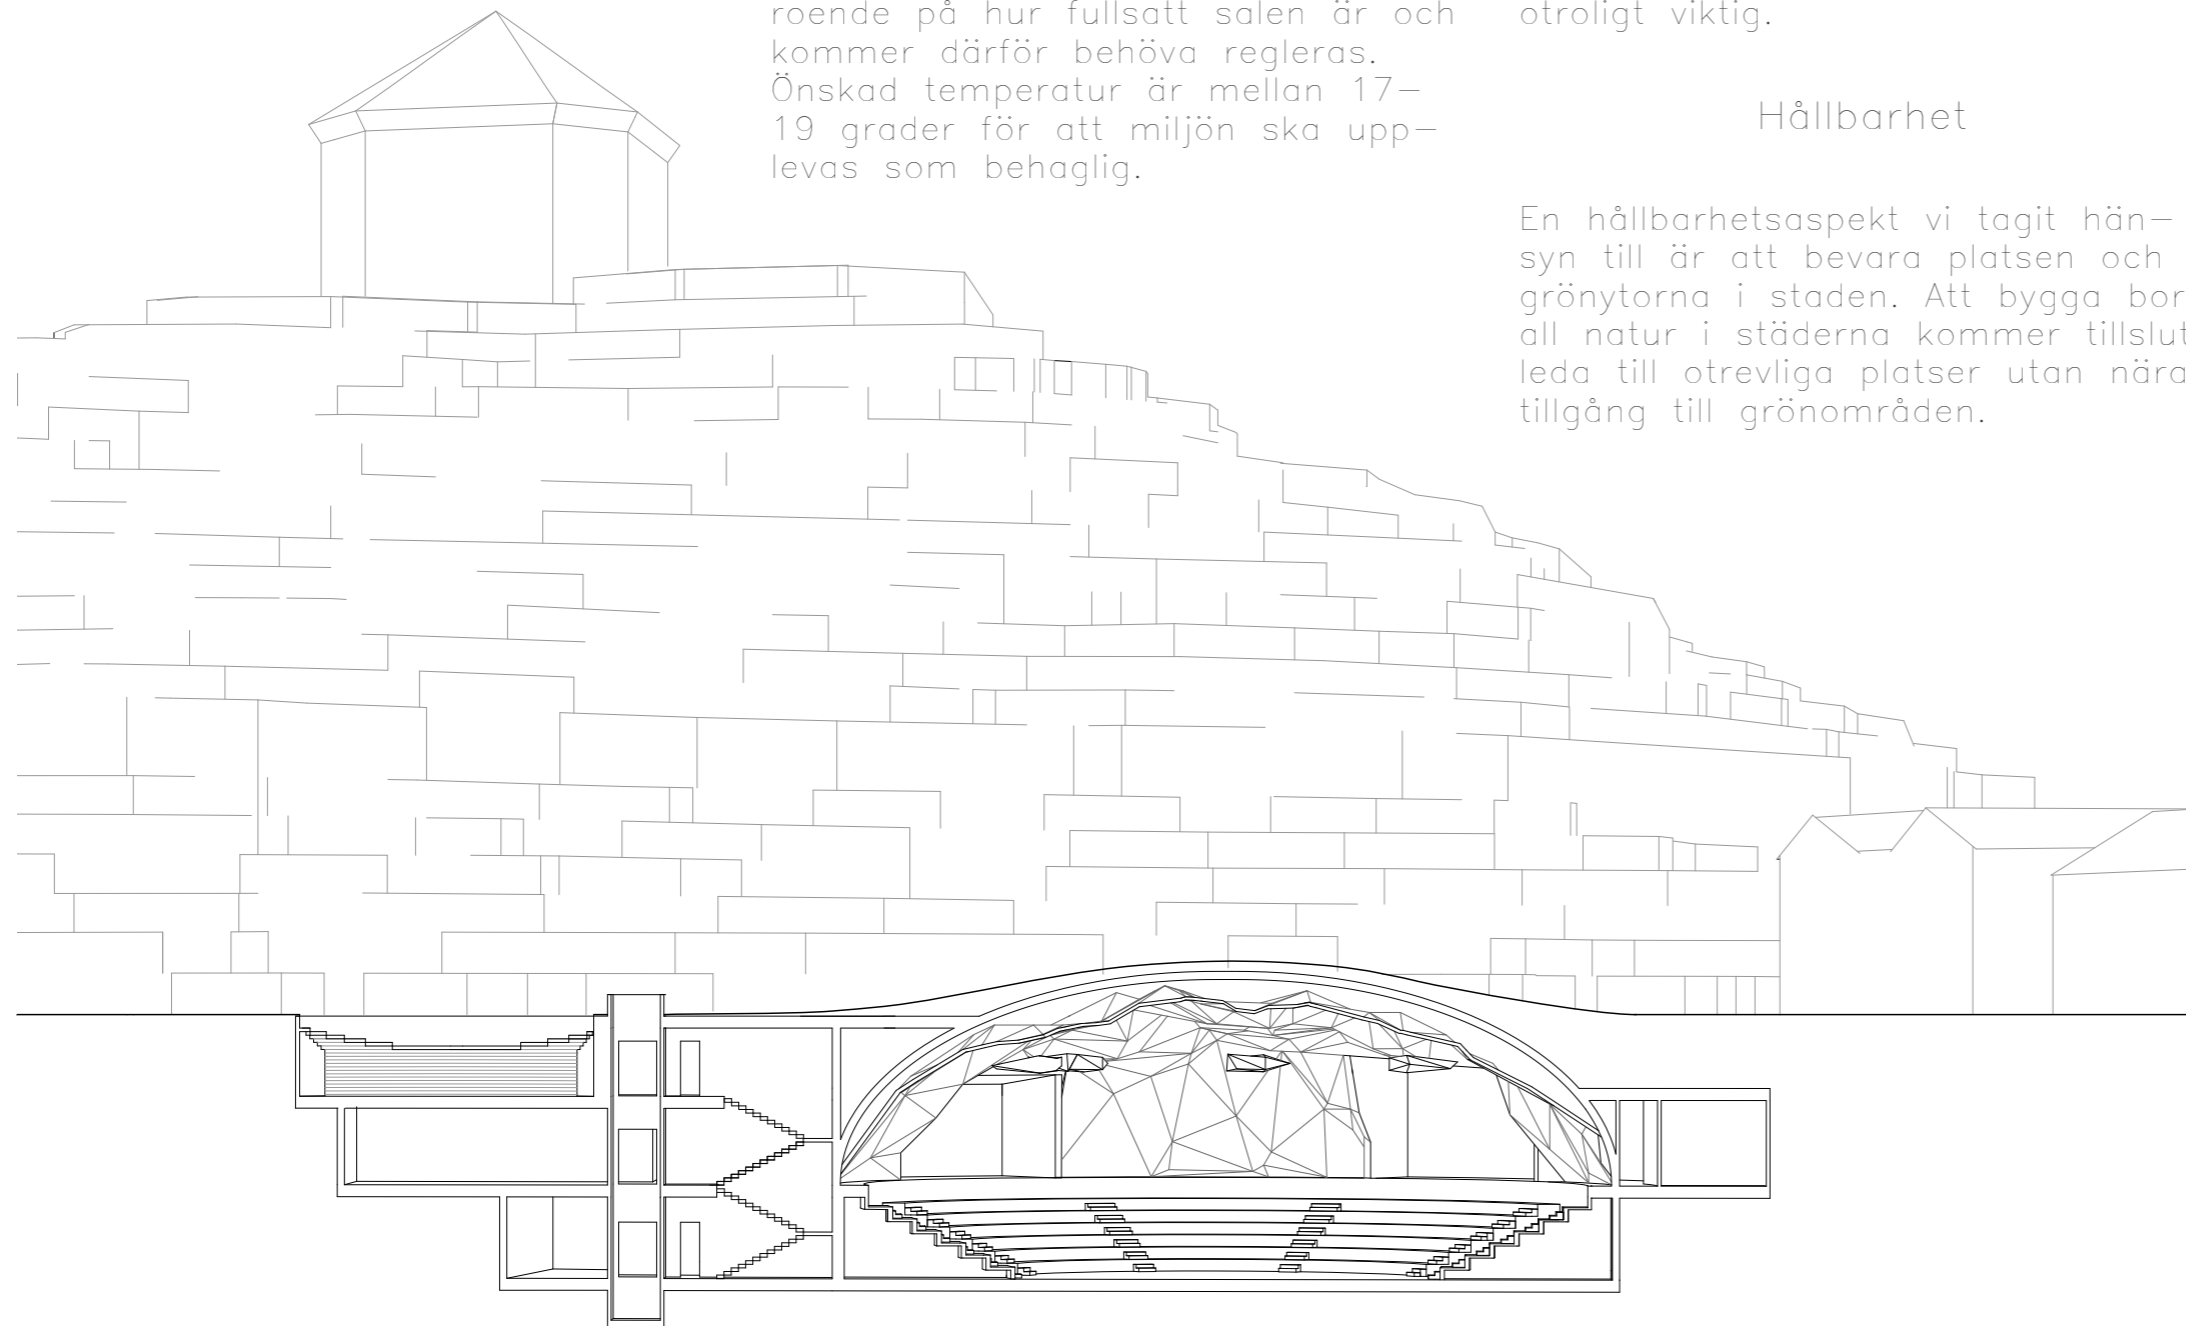 roende på hur fullsatt salen är och
kommer därför behöva regleras.
Önskad temperatur är mellan 17-
19 grader för att miljön ska upp-
levas som behaglig.
otroligt viktig.
Hållbarhet
En hållbarhetsaspekt vi tagit hän-
syn till är att bevara platsen och
grönytorna i staden. Att bygga bor
all natur i städerna kommer tillslut
leda till otrevliga platser utan nära
tillgång till grönområden.